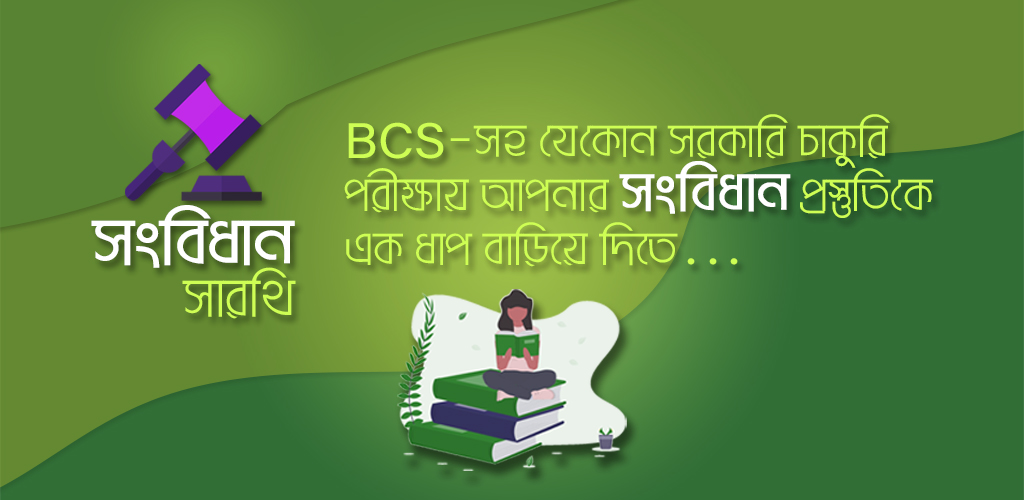 সংবিধান
সারথি
BCS-সহ যেকোন সরকারি চাকুরি
পরীক্ষায় আপনার সংবিধান প্রস্তুতিকে
এক ধাপ বাড়িয়ে দিতে...